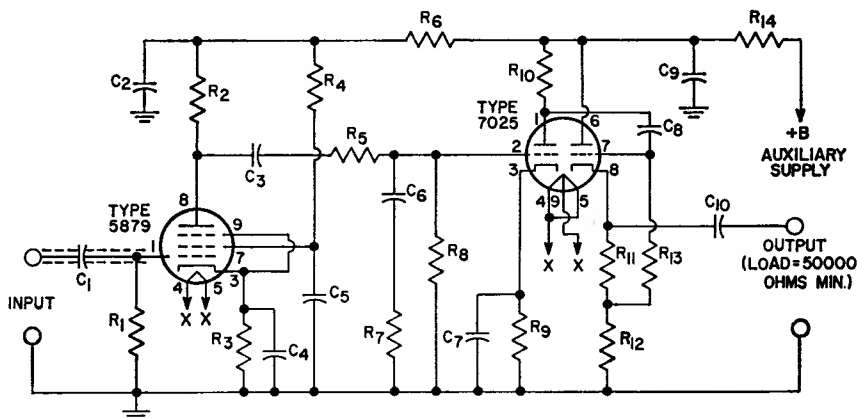 R6
R14
C2
R2
R4
R10
C9
TYPE
7025
1
6
C8
+B
AUXILIARY
SUPPLY
R5
2
7
C3
3
8
C6
4
9
5
C10
8
TYPE
5879
9
1
7
R8
X
X
R11
R13
OUTPUT
(LOAD=50000
OHMS MIN.)
C1
4
5
3
INPUT
X
X
C5
R1
R3
C4
R7
C7
R9
R12